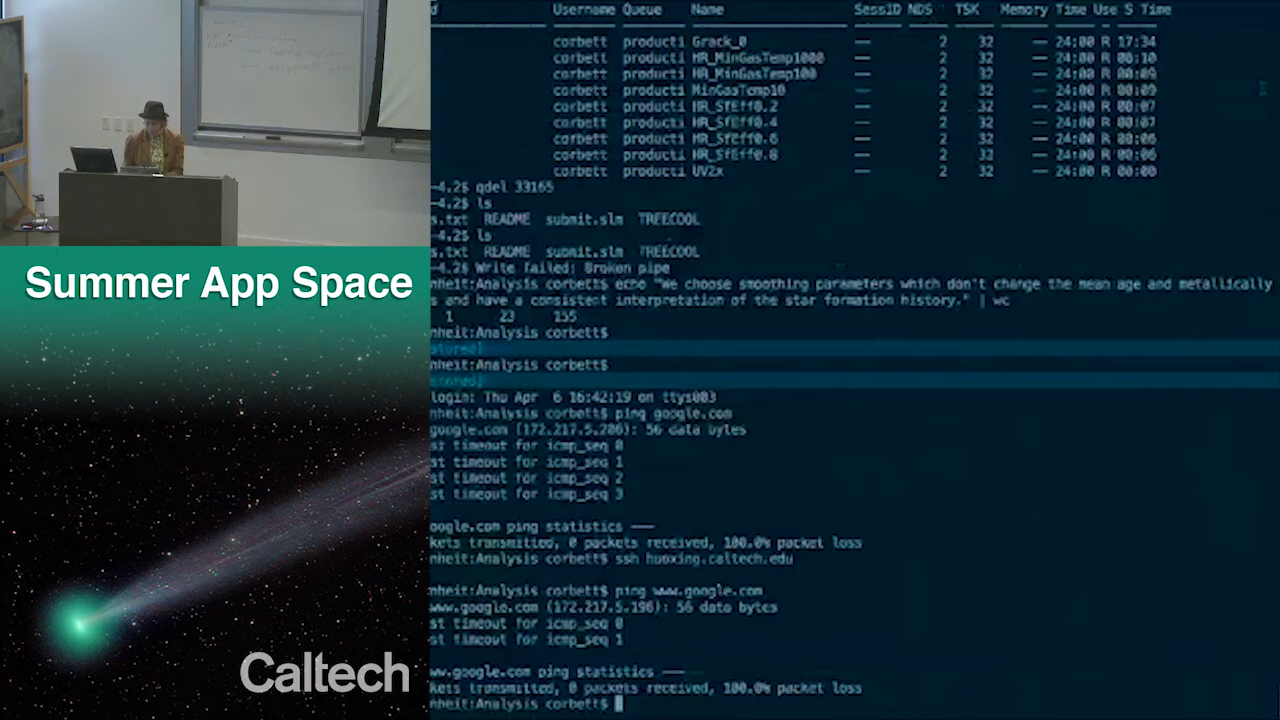 Summer App Space
Caltech
Username Queue Name SessID NDS TSK Memory Time Use S Time
corbett producti Grack_0 — 2 32 — 24:00 R 17:34
corbett producti HR_MinGasTemp1000 — 2 32 — 24:00 R 00:10
corbett producti HR_MinGasTemp100 — 2 32 — 24:00 R 00:09
corbett producti MinGasTemp10 — 2 32 — 24:00 R 00:09
corbett producti HR_SfEff0.2 — 2 32 — 24:00 R 00:07
corbett producti HR_SfEff0.4 — 2 32 — 24:00 R 00:07
corbett producti HR_SfEff0.6 — 2 32 — 24:00 R 00:06
corbett producti HR_SfEff0.8 — 2 32 — 24:00 R 00:06
corbett producti UV2x — 2 32 — 24:00 R 00:00
-4.2$ qdel 33165
-4.2$ ls
s.txt README submit.slm TREECOOL
-4.2$ ls
s.txt README submit.slm TREECOOL
-4.2$ Write failed: Broken pipe
nheit:Analysis corbett$ echo "We choose smoothing parameters which don't change the mean age and metallically
s and have a consistent interpretation of the star formation history." | wc
1 23 155
nheit:Analysis corbett$
stored]
nheit:Analysis corbett$
stored]
login: Thu Apr 6 16:42:19 on ttys003
nheit:Analysis corbett$ ping google.com
google.com (172.217.5.206): 56 data bytes
st timeout for icmp_seq 0
st timeout for icmp_seq 1
st timeout for icmp_seq 2
st timeout for icmp_seq 3
oogle.com ping statistics ---
kets transmitted, 0 packets received, 100.0% packet loss
nheit:Analysis corbett$ ssh huoxing.caltech.edu
nheit:Analysis corbett$ ping www.google.com
www.google.com (172.217.5.196): 56 data bytes
st timeout for icmp_seq 0
st timeout for icmp_seq 1
ww.google.com ping statistics ---
kets transmitted, 0 packets received, 100.0% packet loss
nheit:Analysis corbett$